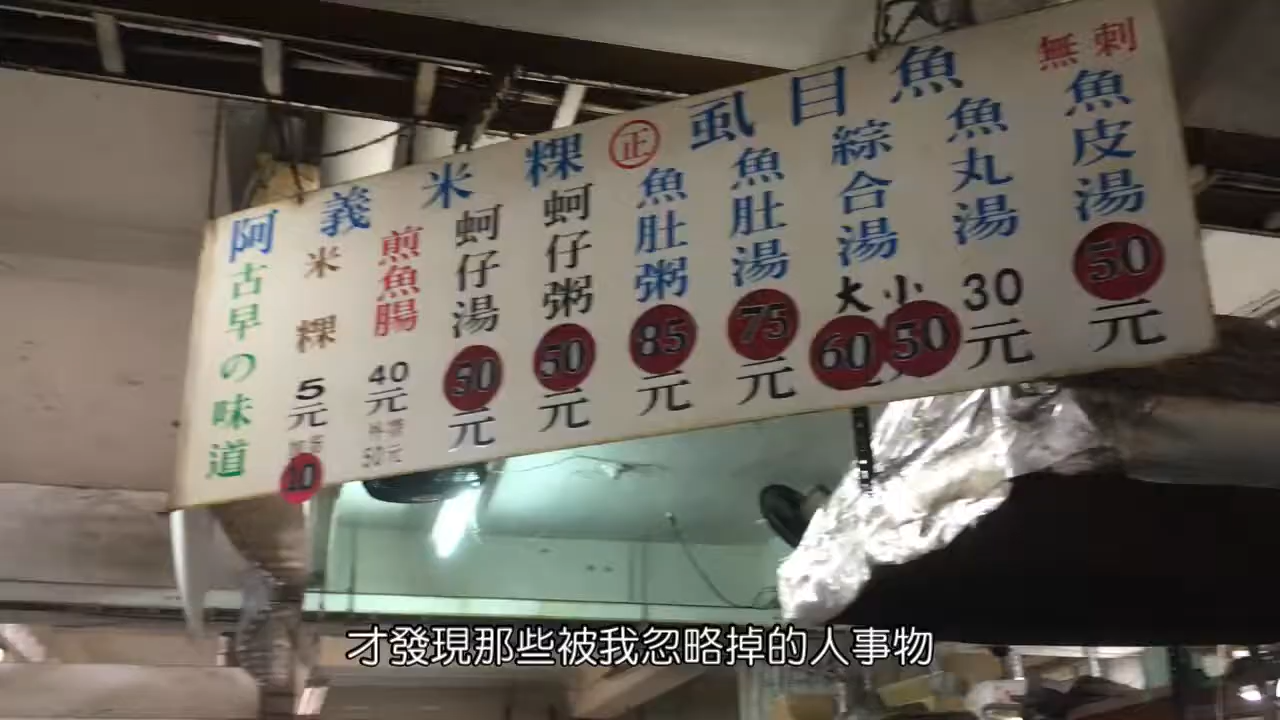 阿義米粿 ㊣ 虱目魚
古早の味道
米粿
5元
10
煎魚腸
40元
50元
蚵仔湯
50元
蚵仔粥
50元
魚肚粥
85元
魚肚湯
75元
綜合湯
大 小
60 50
魚丸湯
30元
無刺
魚皮湯
50元
才發現那些被我忽略掉的人事物